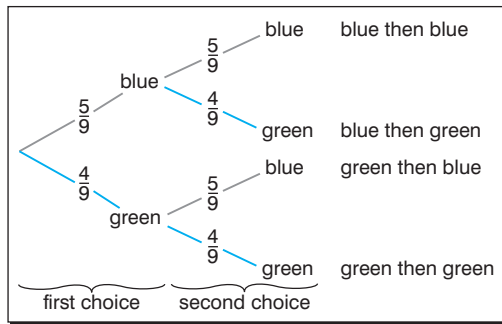 blue blue then blue
5/9
blue
5/9
4/9
green blue then green
blue green then blue
4/9
5/9
green
4/9
green green then green
first choice second choice